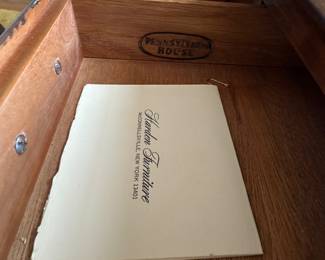 PENNSYLVANIA
HOUSE
Harden Furniture
MCCONNELLSVILLE, NEW YORK 13401